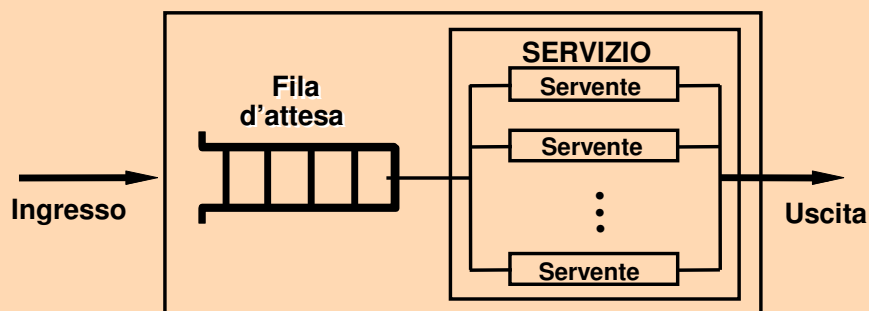 SERVIZIO
Servente
Fila
d'attesa
Servente
Ingresso
Uscita
Servente